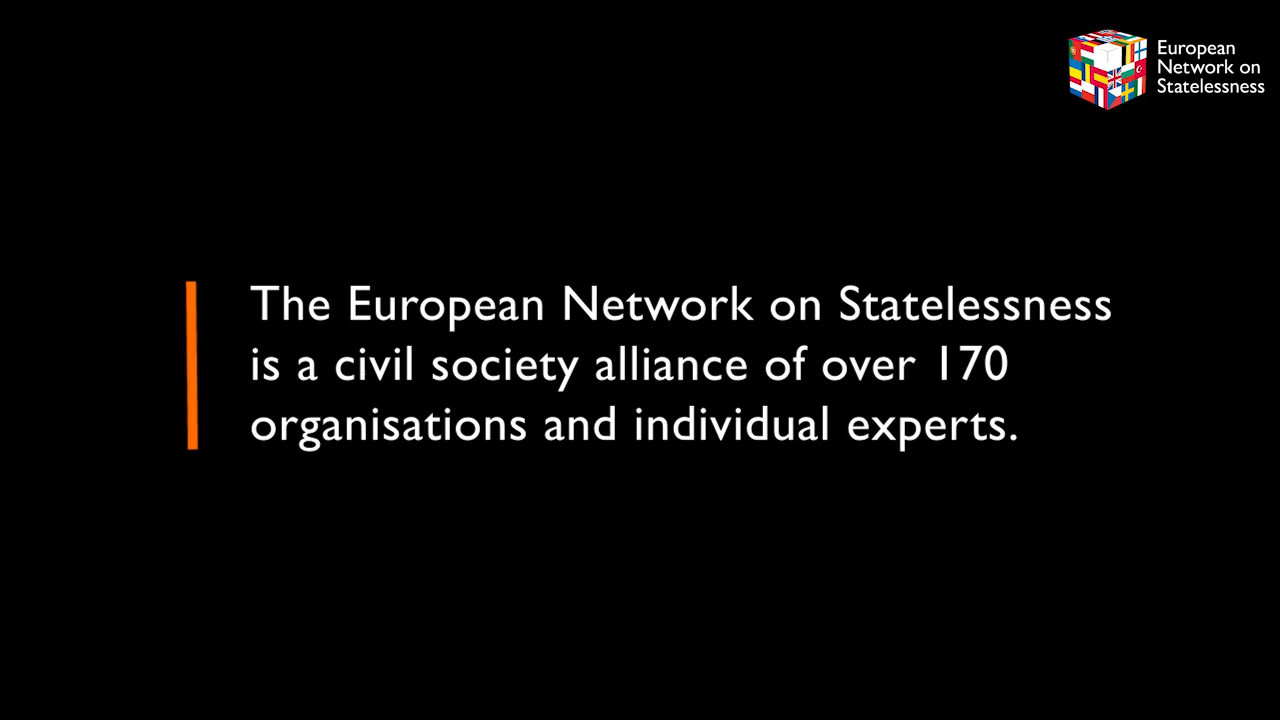 European
Network on
Statelessness
The European Network on Statelessness
is a civil society alliance of over 170
organisations and individual experts.